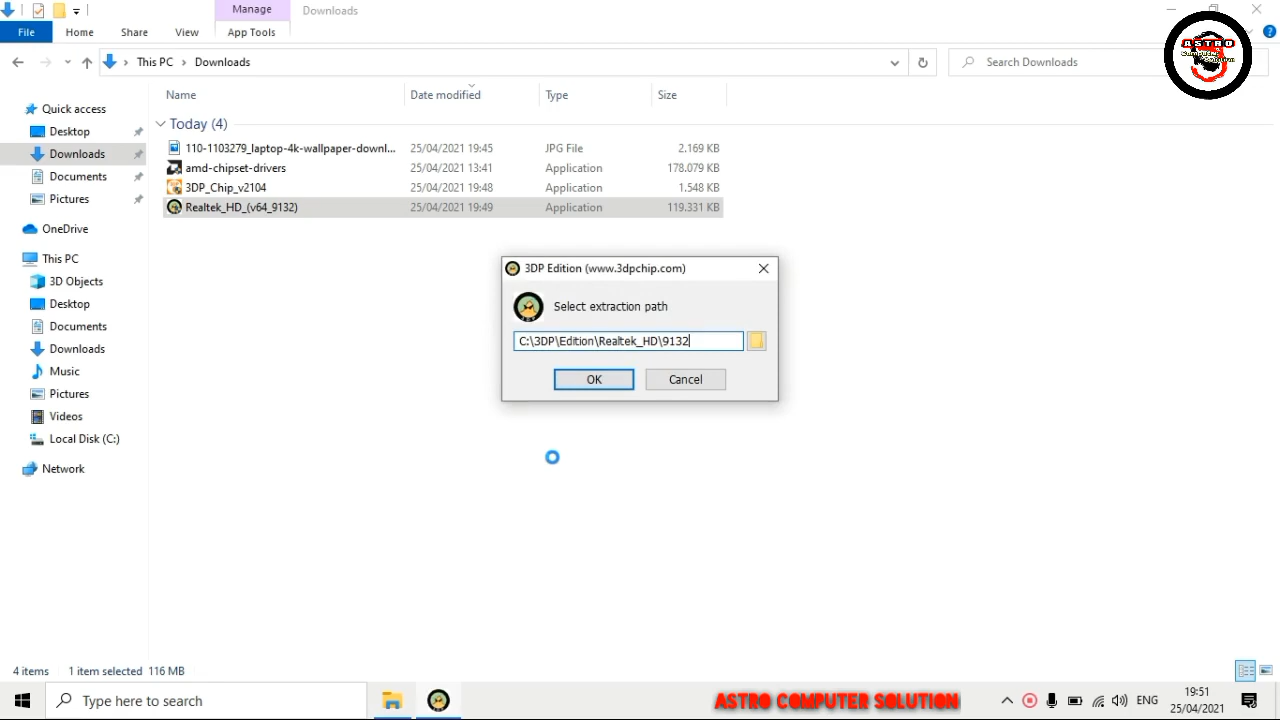 Manage
Downloads
File
Home
Share
View
App Tools
This PC
Downloads
Search Downloads
ASTRO
Computer
Solution
Name
Date modified
Type
Size
Quick access
Today (4)
Desktop
110-1103279_laptop-4k-wallpaper-downl...
25/04/2021 19:45
JPG File
2.169 KB
Downloads
amd-chipset-drivers
25/04/2021 13:41
Application
178.079 KB
Documents
3DP_Chip_v2104
25/04/2021 19:48
Application
1.548 KB
Pictures
Realtek_HD_(v64_9132)
25/04/2021 19:49
Application
119.331 KB
OneDrive
This PC
3D Objects
Desktop
Documents
Downloads
Music
Pictures
Videos
Local Disk (C:)
Network
3DP Edition (www.3dpchip.com)
Select extraction path
C:\3DP\Edition\Realtek_HD\9132
OK
Cancel
4 items
1 item selected 116 MB
Type here to search
ASTRO COMPUTER SOLUTION
ENG
19:51
25/04/2021